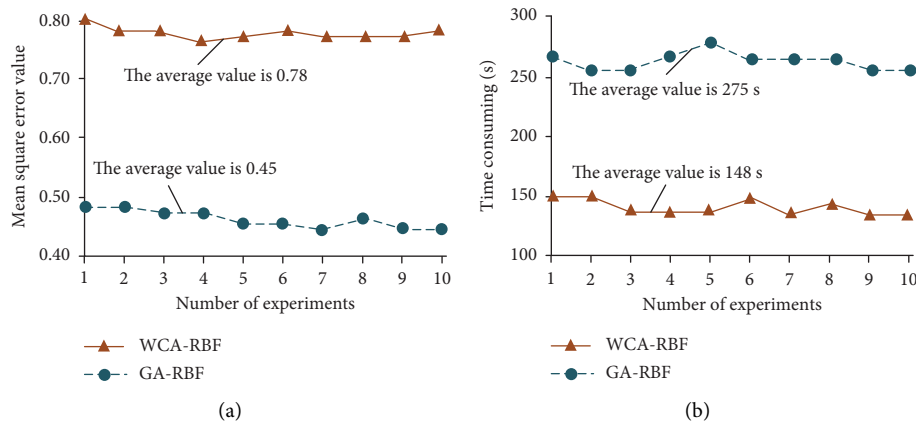 Mean square error value
0.80
0.70
0.50
0.40
The average value is 0.78
The average value is 0.45
1 2 3 4 5 6 7 8 9 10
Number of experiments
WCA-RBF
GA-RBF
(a)
Time consuming (s)
300
250
200
150
100
The average value is 275 s
The average value is 148 s
1 2 3 4 5 6 7 8 9 10
Number of experiments
WCA-RBF
GA-RBF
(b)